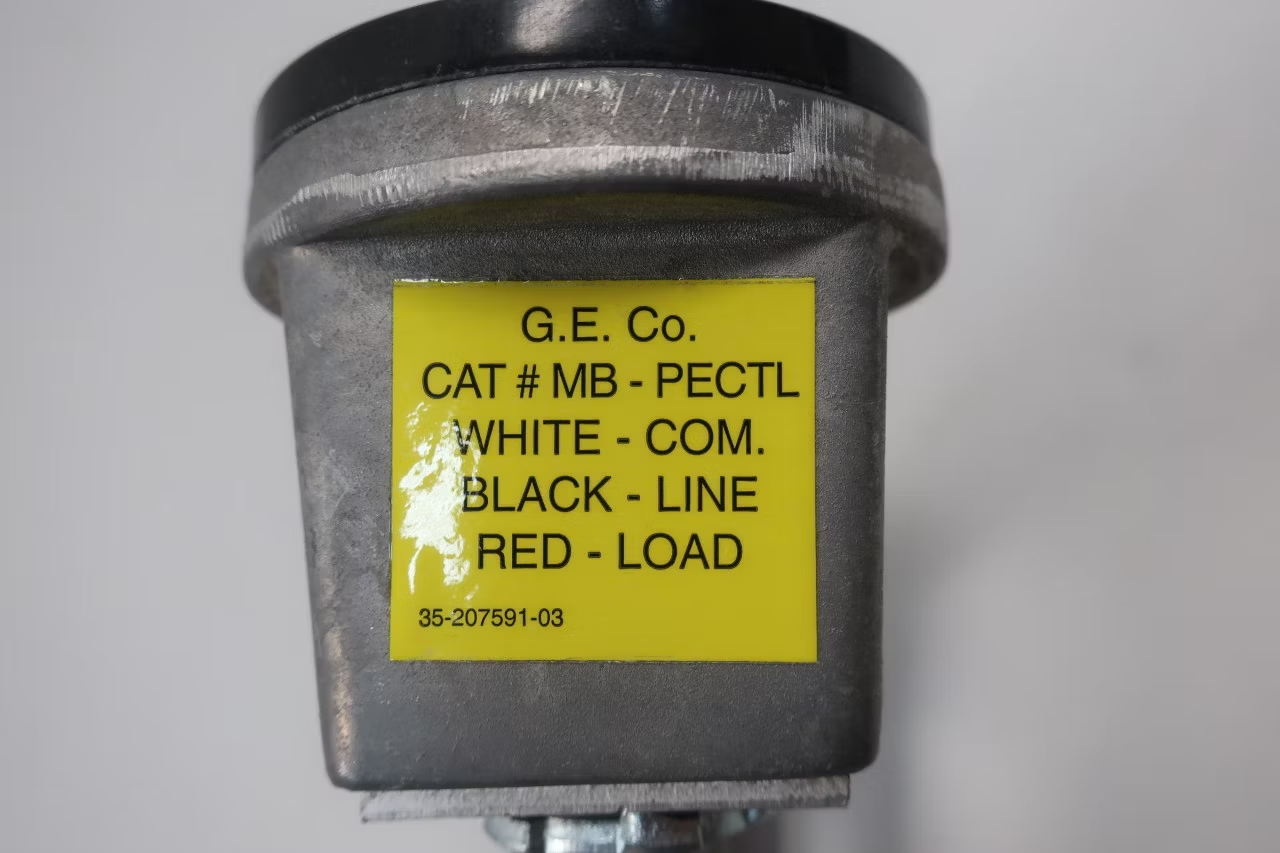 G.E. Co.
CAT # MB - PECTL
WHITE - COM.
BLACK - LINE
RED - LOAD
35-207591-03